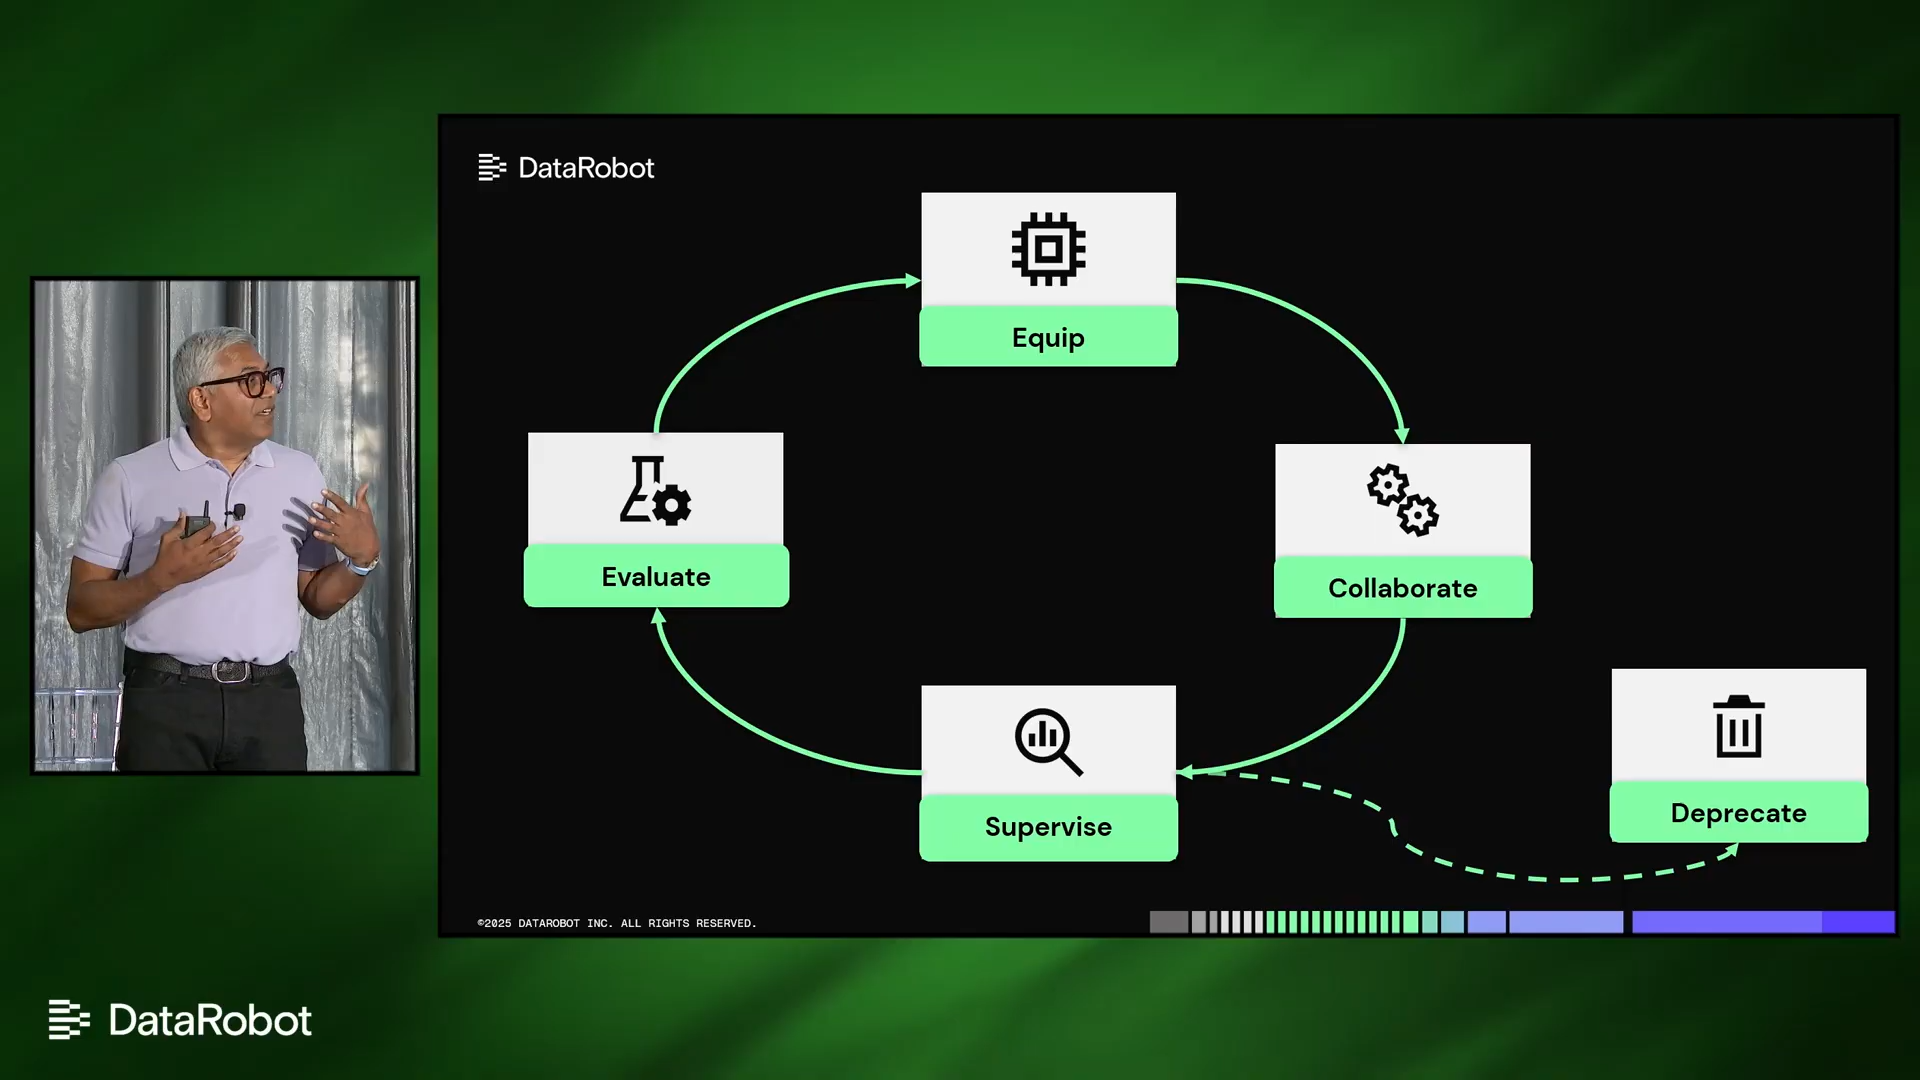 DataRobot
Equip
Evaluate
Collaborate
Supervise
Deprecate
©2025 DATAROBOT INC. ALL RIGHTS RESERVED.
DataRobot